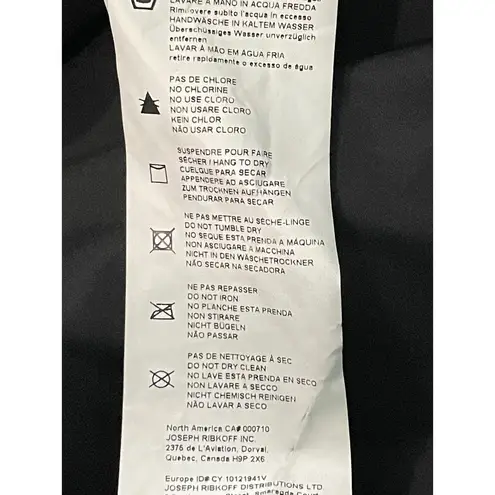 LAVARE A MANO IN ACQUA FREDDA
Rimuovere subito l'acqua in eccesso
HANDWÄSCHE IN KALTEM WASSER
Überschüssiges Wasser unverzüglich
entfernen
LAVAR À MÃO EM AGUA FRIA
retire rapidamente o excesso de água
PAS DE CHLORE
NO CHLORINE
NO USE CLORO
NON USARE CLORO
KEIN CHLOR
NÃO USAR CLORO
SUSPENDRE POUR FAIRE
SÉCHER / HANG TO DRY
CUELGUE PARA SECAR
APPENDERE AD ASCIUGARE
ZUM TROCKNEN AUFHÄNGEN
PENDURAR PARA SECAR
NE PAS METTRE AU SÈCHE-LINGE
DO NOT TUMBLE DRY
NO SEQUE ESTA PRENDA A MÁQUINA
NON ASCIUGARE A MACCHINA
NICHT IN DEN WÄSCHETROCKNER
NÃO SECAR NA SECADORA
NE PAS REPASSER
DO NOT IRON
NO PLANCHE ESTA PRENDA
NON STIRARE
NICHT BÜGELN
NÃO PASSAR
PAS DE NETTOYAGE À SEC
DO NOT DRY CLEAN
NO LAVE ESTA PRENDA EN SECO
NON LAVARE A SECCO
NICHT CHEMISCH REINIGEN
NÃO LAVAR A SECO
North America CA# 000710
JOSEPH RIBKOFF INC.
2375 de L'Aviation, Dorval,
Quebec, Canada H9P 2X6
Europe ID# CY 10121941V
JOSEPH RIBKOFF DISTRIBUTIONS LTD
Street, Smaragda Court